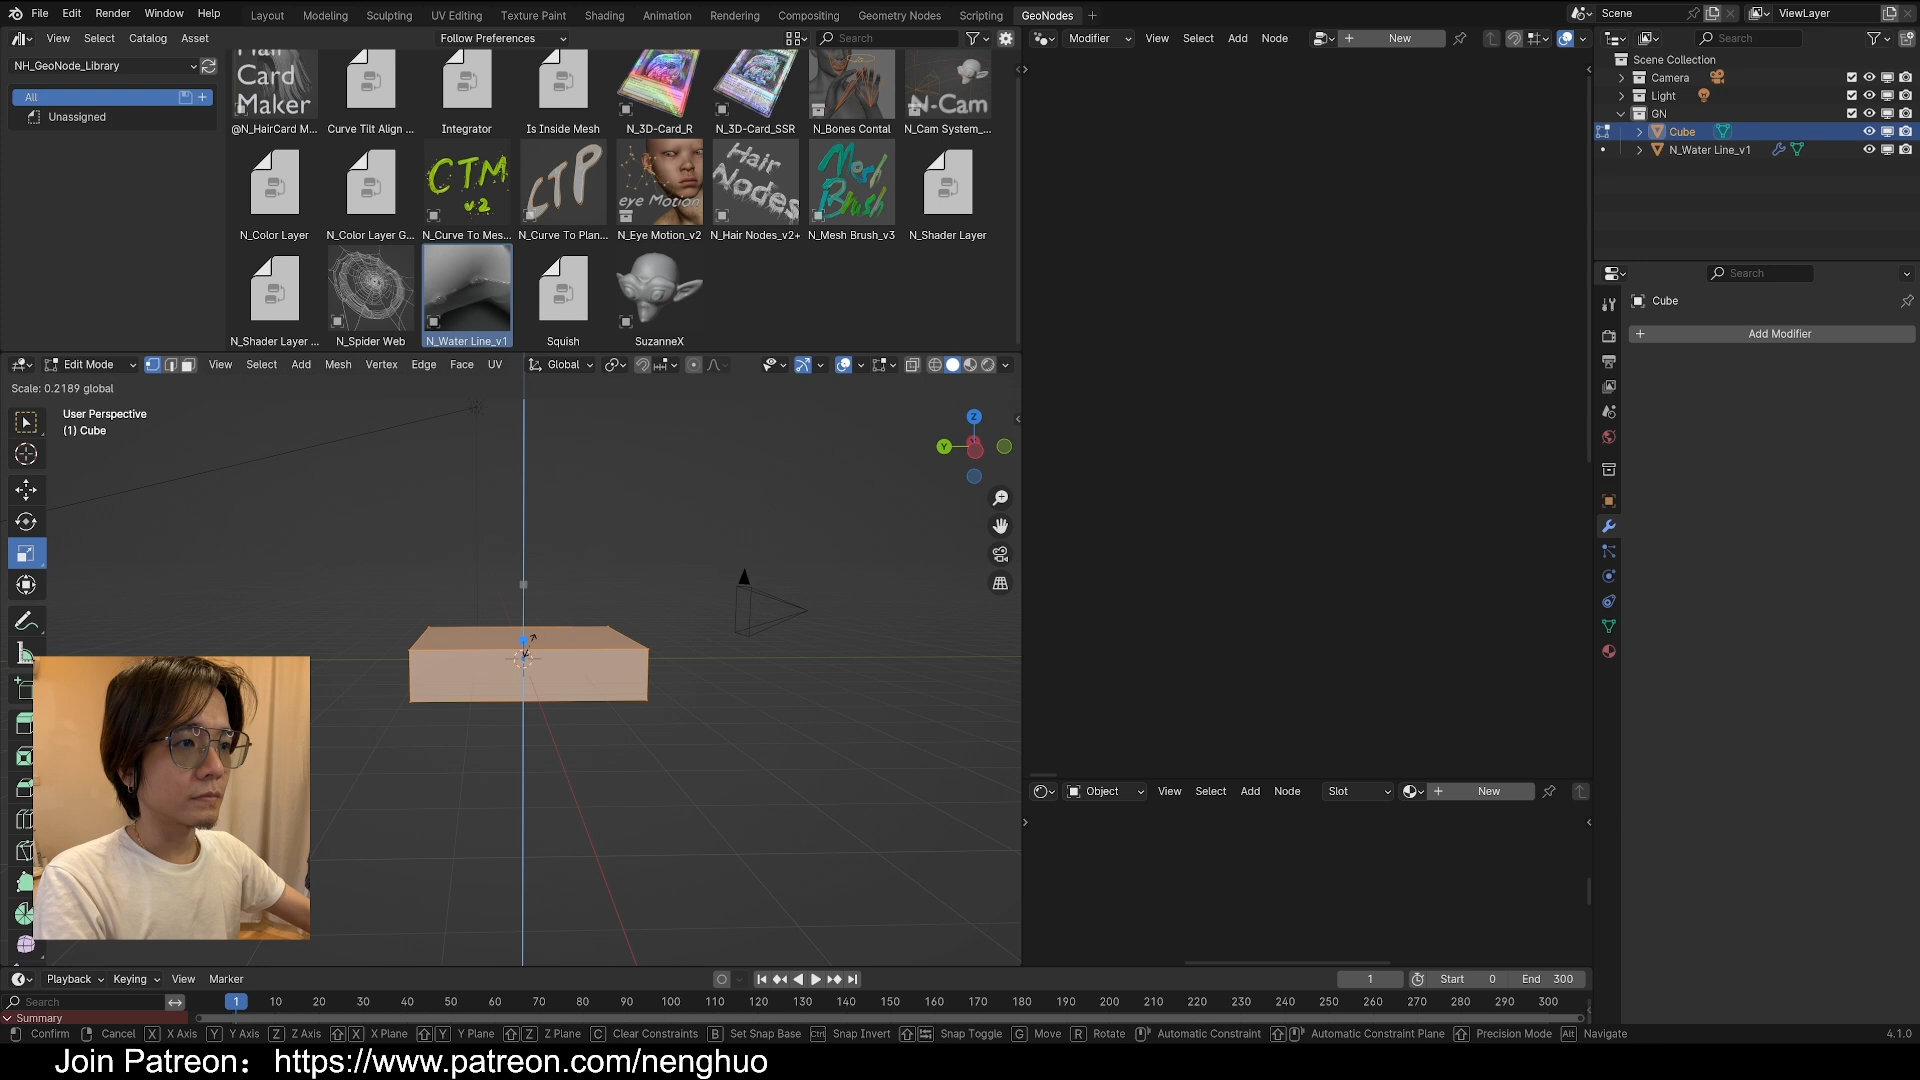 File Edit Render Window Help Layout Modeling Sculpting UV Editing Texture Paint Shading Animation Rendering Compositing Geometry Nodes Scripting GeoNodes Scene ViewLayer
View Select Catalog Asset Follow Preferences Search
Modifier View Select Add Node New
Search
NH_GeoNode_Library
All
Unassigned
Card
Maker
N-Cam
@N_HairCard M... Curve Tilt Align ... Integrator Is Inside Mesh N_3D-Card_R N_3D-Card_SSR N_Bones Contal N_Cam System_...
CTM
v.2
CTP
eye Motion
Hair
Nodes
Mesh
Brush
N_Color Layer N_Color Layer G... N_Curve To Mes... N_Curve To Plan... N_Eye Motion_v2 N_Hair Nodes_v2+ N_Mesh Brush_v3 N_Shader Layer
N_Shader Layer ... N_Spider Web N_Water Line_v1 Squish SuzanneX
Scene Collection
Camera
Light
GN
Cube
N_Water Line_v1
Search
Cube
Add Modifier
Edit Mode View Select Add Mesh Vertex Edge Face UV Global
Scale: 0.2189 global
User Perspective
(1) Cube
Z
Y
Object View Select Add Node Slot New
Playback Keying View Marker 1 Start 0 End 300
Search 1 10 20 30 40 50 60 70 80 90 100 110 120 130 140 150 160 170 180 190 200 210 220 230 240 250 260 270 280 290 300
Summary
Confirm Cancel X X Axis Y Y Axis Z Z Axis X X Plane Y Y Plane Z Z Plane C Clear Constraints B Set Snap Base Ctrl Snap Invert Snap Toggle G Move R Rotate Automatic Constraint Automatic Constraint Plane Precision Mode Alt Navigate 4.1.0
Join Patreon：https://www.patreon.com/nenghuo